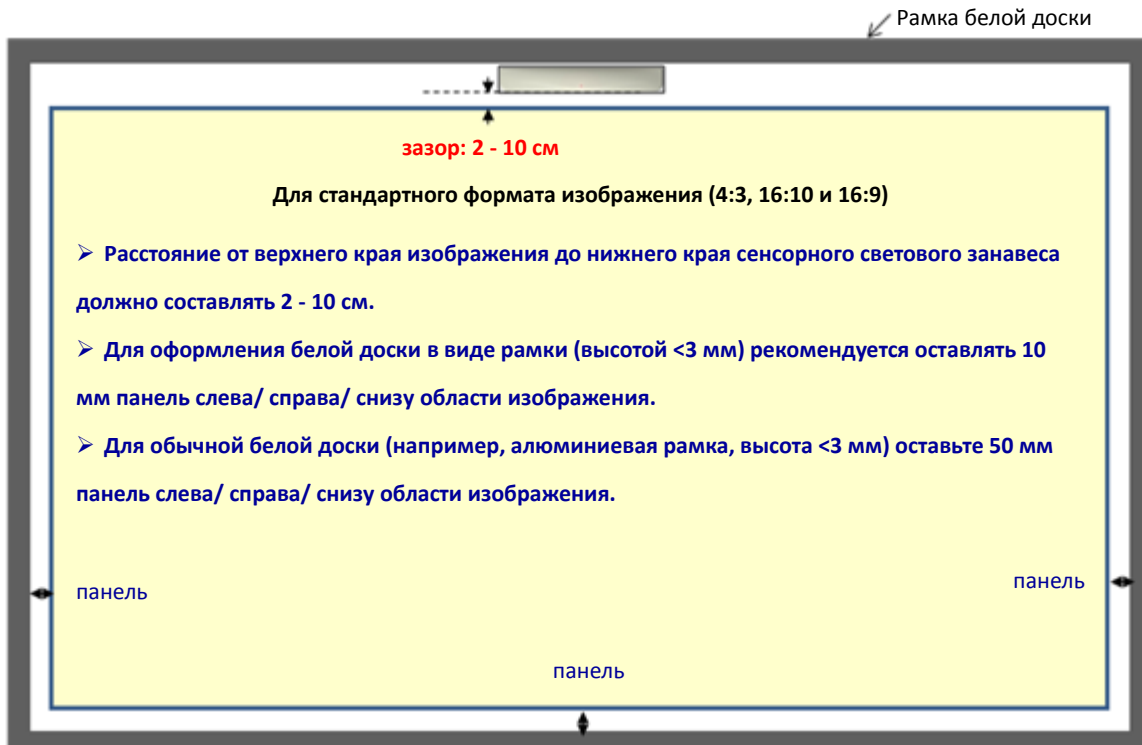 Рамка белой доски
зазор: 2 - 10 см
Для стандартного формата изображения (4:3, 16:10 и 16:9)
➢ Расстояние от верхнего края изображения до нижнего края сенсорного светового занавеса
должно составлять 2 - 10 см.
➢ Для оформления белой доски в виде рамки (высотой <3 мм) рекомендуется оставлять 10
мм панель слева/ справа/ снизу области изображения.
➢ Для обычной белой доски (например, алюминиевая рамка, высота <3 мм) оставьте 50 мм
панель слева/ справа/ снизу области изображения.
панель
панель
панель